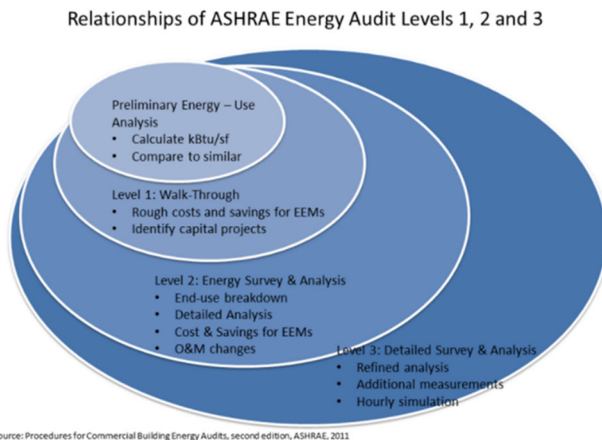 Relationships of ASHRAE Energy Audit Levels 1, 2 and 3
Preliminary Energy – Use
Analysis
• Calculate kBtu/sf
• Compare to similar
Level 1: Walk-Through
• Rough costs and savings for EEMs
• Identify capital projects
Level 2: Energy Survey & Analysis
• End-use breakdown
• Detailed Analysis
• Cost & Savings for EEMs
• O&M changes
Level 3: Detailed Survey & Analysis
• Refined analysis
• Additional measurements
• Hourly simulation
ource: Procedures for Commercial Building Energy Audits, second edition, ASHRAE, 2011